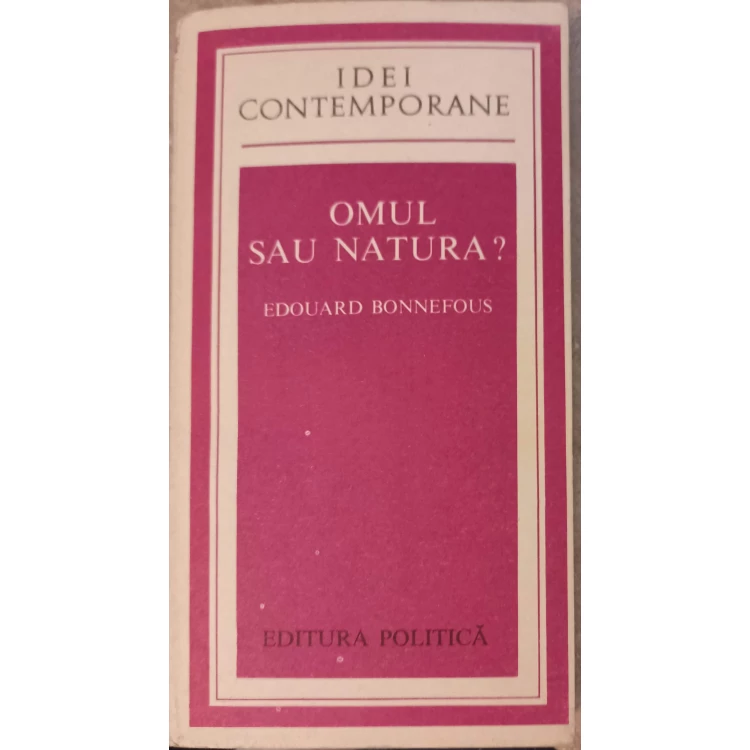 IDEI
CONTEMPORANE
OMUL
SAU NATURA?
EDOUARD BONNEFOUS
EDITURA POLITICĂ